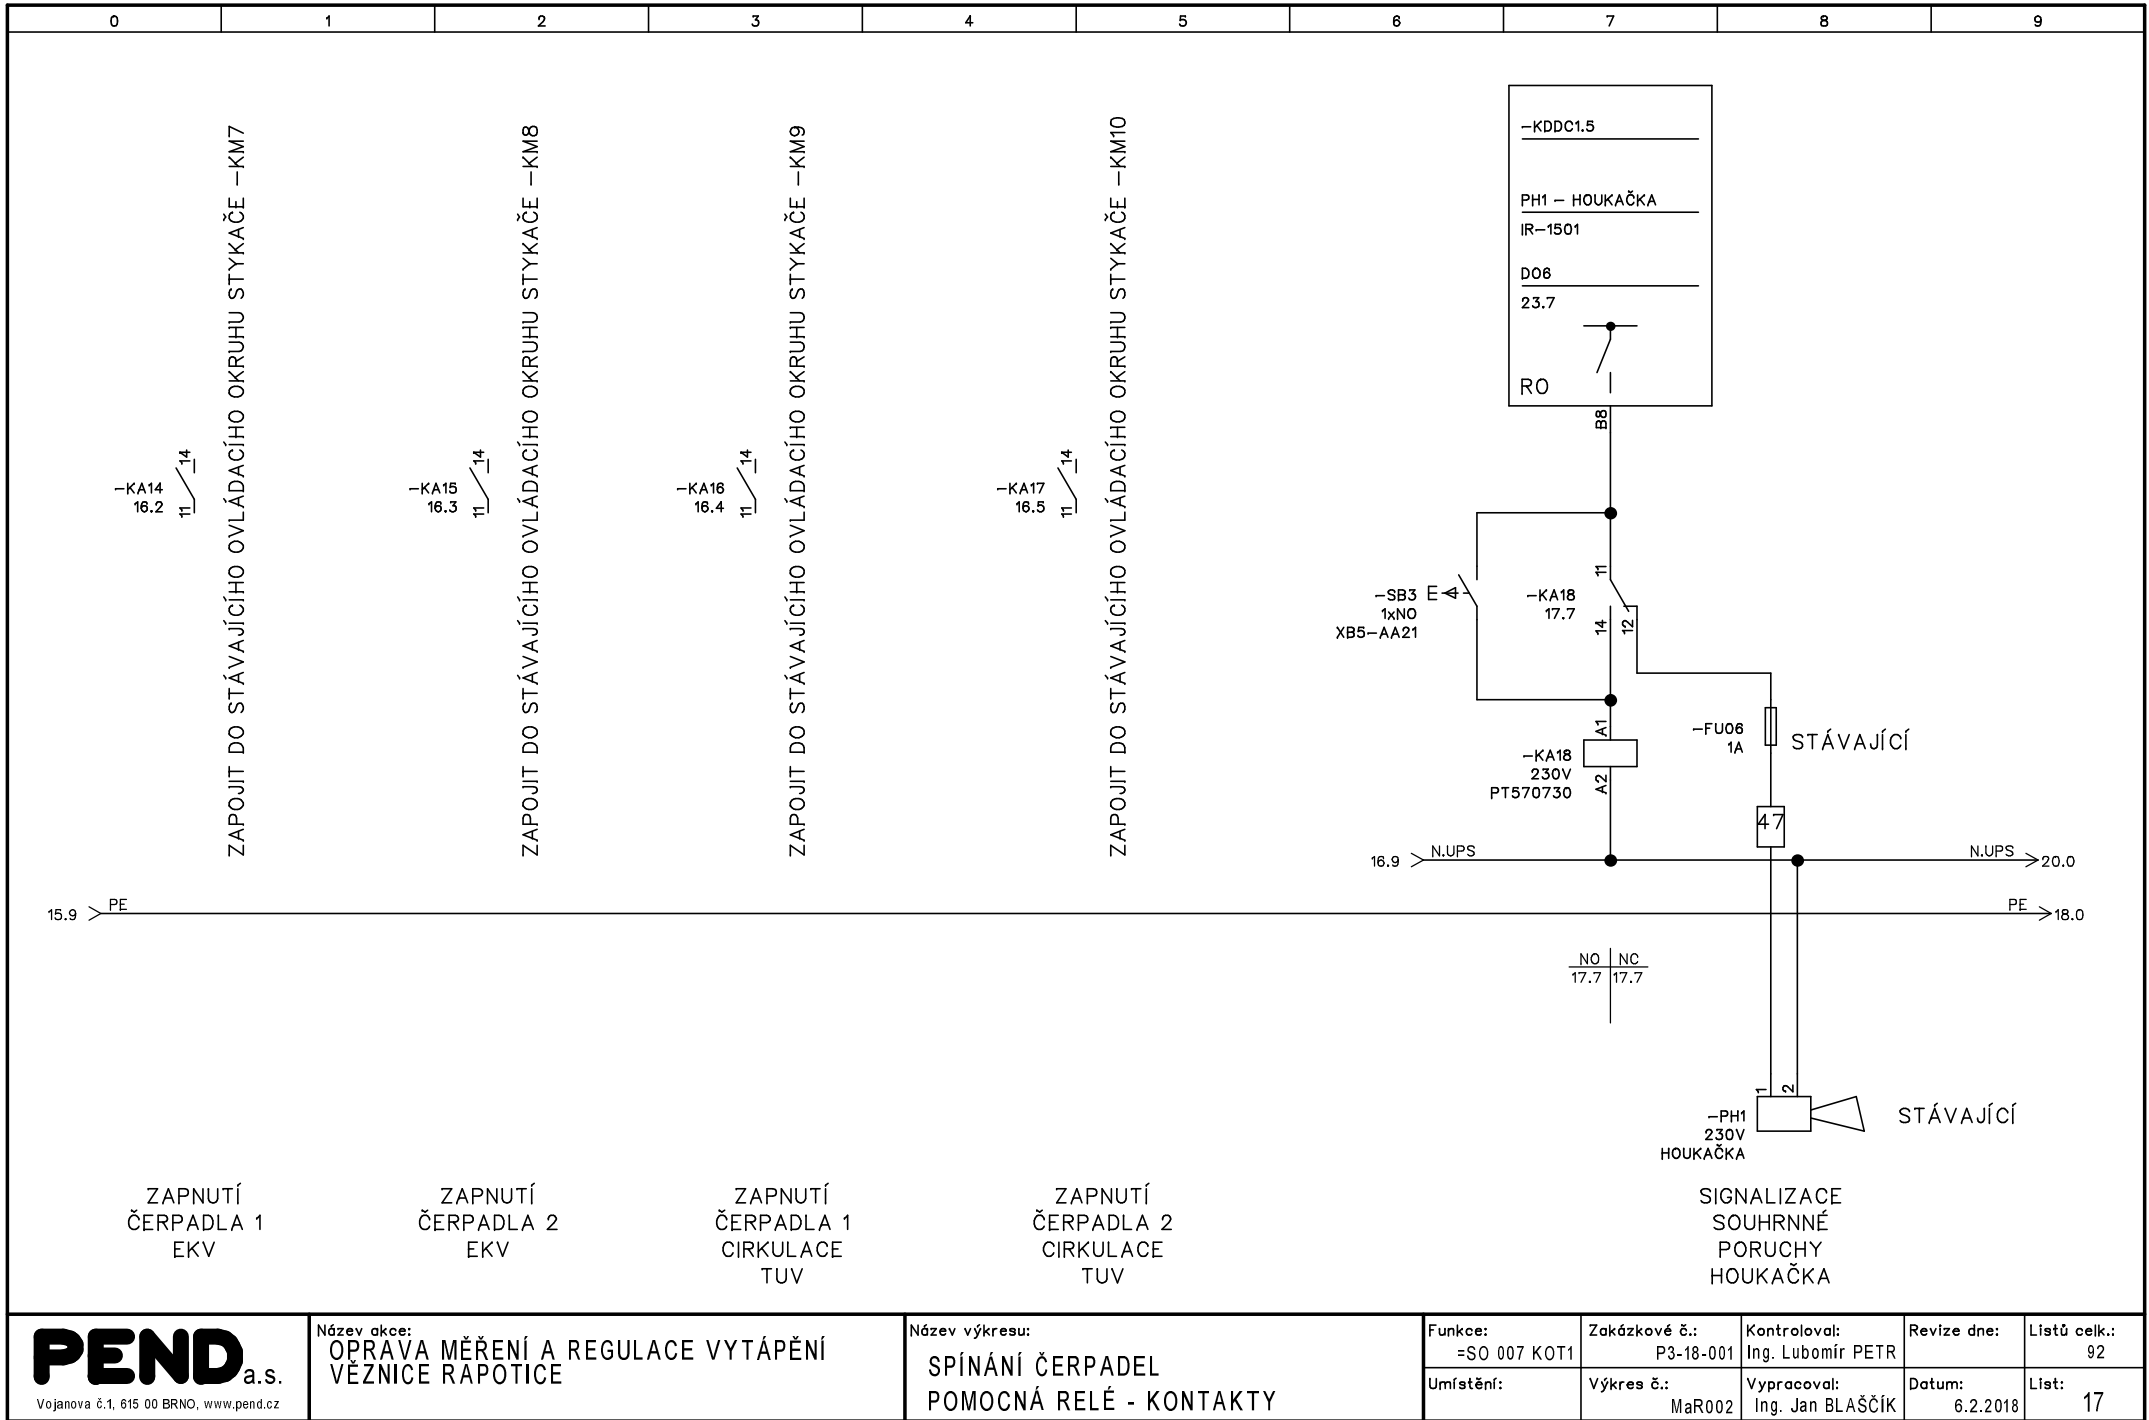 0 1 2 3 4 5 6 7 8 9
ZAPOJIT DO STÁVAJÍCÍHO OVLÁDACÍHO OKRUHU STYKAČE –KM7
–KA14
16.2
14
11
ZAPOJIT DO STÁVAJÍCÍHO OVLÁDACÍHO OKRUHU STYKAČE –KM8
–KA15
16.3
14
11
ZAPOJIT DO STÁVAJÍCÍHO OVLÁDACÍHO OKRUHU STYKAČE –KM9
–KA16
16.4
14
11
ZAPOJIT DO STÁVAJÍCÍHO OVLÁDACÍHO OKRUHU STYKAČE –KM10
–KA17
16.5
14
11
–KDDC1.5
PH1 – HOUKAČKA
IR–1501
DO6
23.7
RO
B8
–SB3
1xNO
XB5–AA21
E
–KA18
17.7
11
14
12
–KA18
230V
PT570730
A1
A2
–FU06
1A
STÁVAJÍCÍ
47
16.9 N.UPS N.UPS 20.0
15.9 PE PE 18.0
NO NC
17.7 17.7
1
2
–PH1
230V
HOUKAČKA
STÁVAJÍCÍ
ZAPNUTÍ
ČERPADLA 1
EKV
ZAPNUTÍ
ČERPADLA 2
EKV
ZAPNUTÍ
ČERPADLA 1
CIRKULACE
TUV
ZAPNUTÍ
ČERPADLA 2
CIRKULACE
TUV
SIGNALIZACE
SOUHRNNÉ
PORUCHY
HOUKAČKA
PEND a.s.
Vojanova č.1, 615 00 BRNO, www.pend.cz
Název akce:
OPRAVA MĚŘENÍ A REGULACE VYTÁPĚNÍ
VĚZNICE RAPOTICE
Název výkresu:
SPÍNÁNÍ ČERPADEL
POMOCNÁ RELÉ - KONTAKTY
Funkce:
=SO 007 KOT1
Umístění:
Zakázkové č.:
P3-18-001
Výkres č.:
MaR002
Kontroloval:
Ing. Lubomír PETR
Vypracoval:
Ing. Jan BLAŠČÍK
Revize dne:
Datum:
6.2.2018
Listů celk.:
92
List:
17